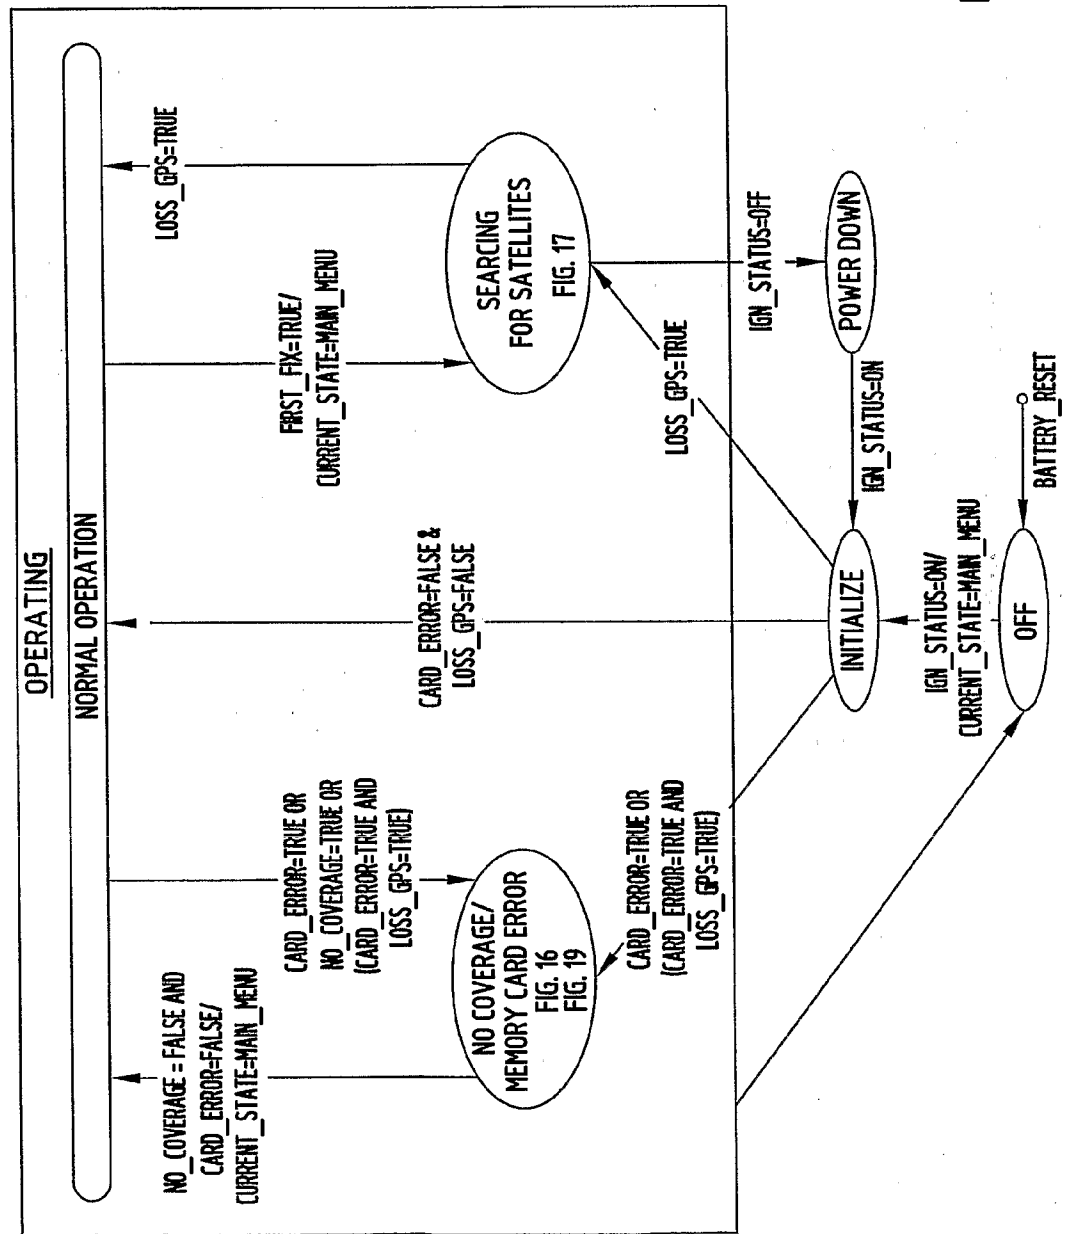 OPERATING
NORMAL OPERATION
NO_COVERAGE = FALSE AND
CARD_ERROR=FALSE/
CURRENT_STATE=MAIN_MENU
CARD_ERROR=TRUE OR
NO_COVERAGE=TRUE OR
(CARD_ERROR=TRUE AND
LOSS_GPS=TRUE)
CARD_ERROR=FALSE &
LOSS_GPS=FALSE
FIRST_FIX=TRUE/
CURRENT_STATE=MAIN_MENU
LOSS_GPS=TRUE
NO COVERAGE/
MEMORY CARD ERROR
FIG. 16
FIG. 19
SEARCING
FOR SATELLITES
FIG. 17
CARD_ERROR=TRUE OR
(CARD_ERROR=TRUE AND
LOSS_GPS=TRUE)
LOSS_GPS=TRUE
IGN_STATUS=OFF
INITIALIZE
IGN_STATUS=ON
POWER DOWN
IGN_STATUS=ON/
CURRENT_STATE=MAIN_MENU
OFF
BATTERY_RESET